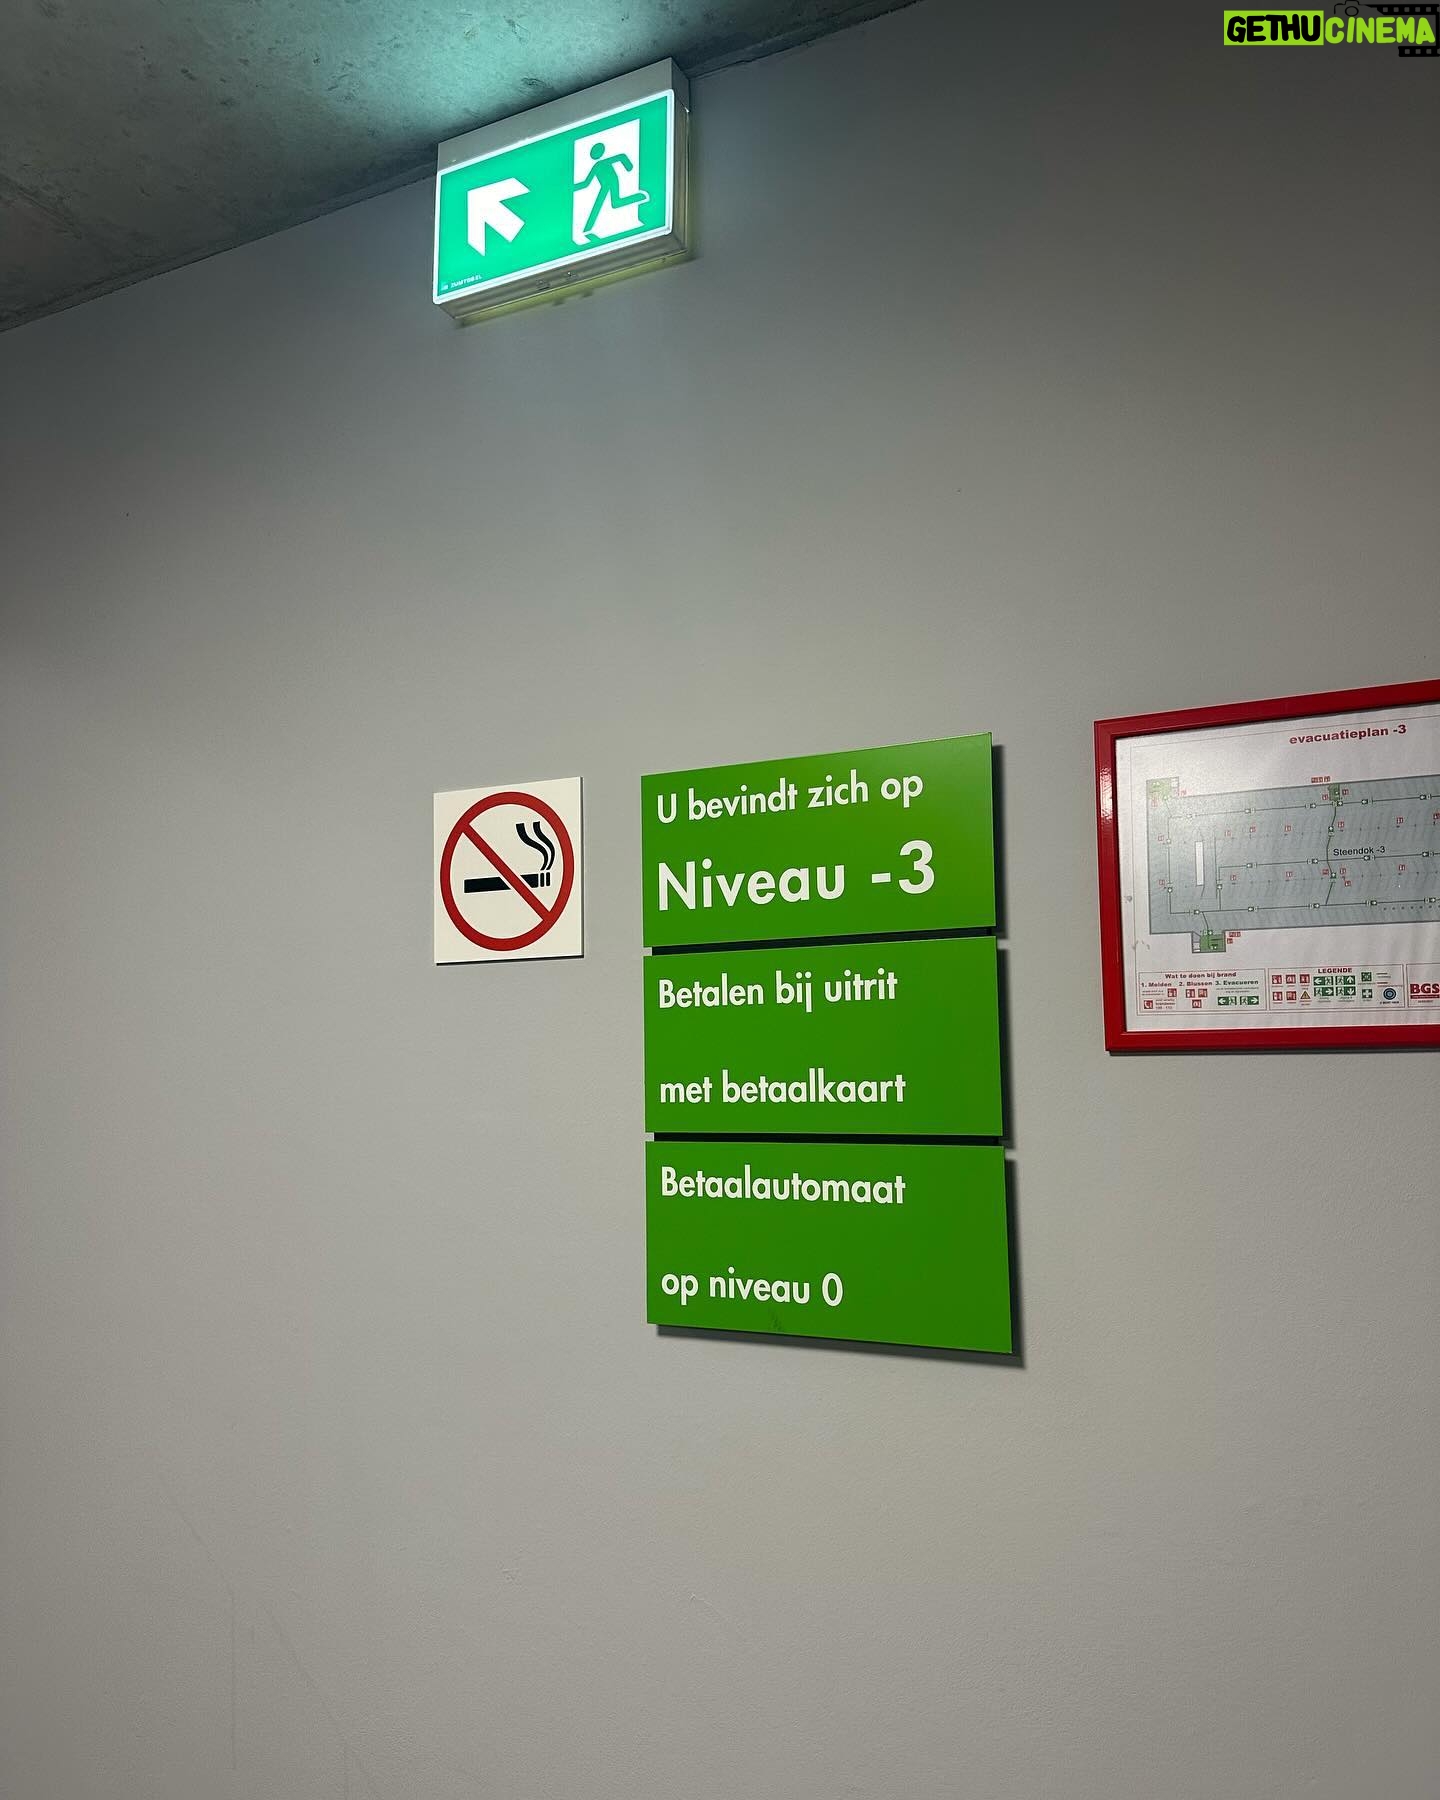 GETHUCINEMA
ZUMTOBEL
U bevindt zich op
Niveau -3
Betalen bij uitrit
met betaalkaart
Betaalautomaat
op niveau 0
evacuatieplan -3
Steendok -3
Wat te doen bij brand
1. Melden 2. Blussen 3. Evacueren
LEGENDE
BGS